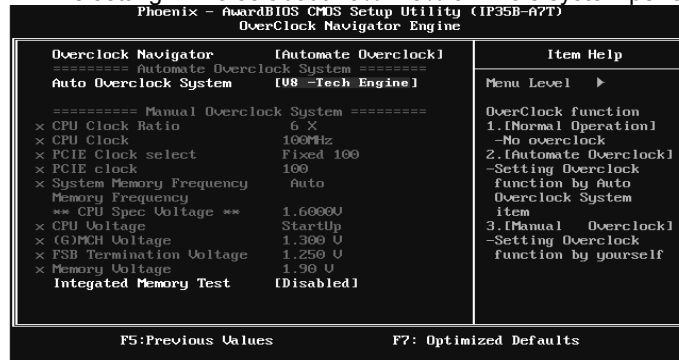 Phoenix - AwardBIOS CMOS Setup Utility (IP35B-A7T)
OverClock Navigator Engine
Overclock Navigator [Automate Overclock]
========= Automate Overclock System ========
Auto Overclock System [V8 -Tech Engine]
========== Manual Overclock System =========
x CPU Clock Ratio 6 X
x CPU Clock 100MHz
x PCIE Clock select Fixed 100
x PCIE clock 100
x System Memory Frequency Auto
Memory Frequency
** CPU Spec Voltage ** 1.6000V
x CPU Voltage StartUp
x (G)MCH Voltage 1.300 V
x FSB Termination Voltage 1.250 V
x Memory Voltage 1.90 V
Integated Memory Test [Disabled]
Item Help
Menu Level ▶
OverClock function
1.[Normal Operation]
-No overclock
2.[Automate Overclock]
-Setting Overclock
function by Auto
Overclock System
item
3.[Manual Overclock]
-Setting Overclock
function by yourself
F5:Previous Values F7: Optimized Defaults